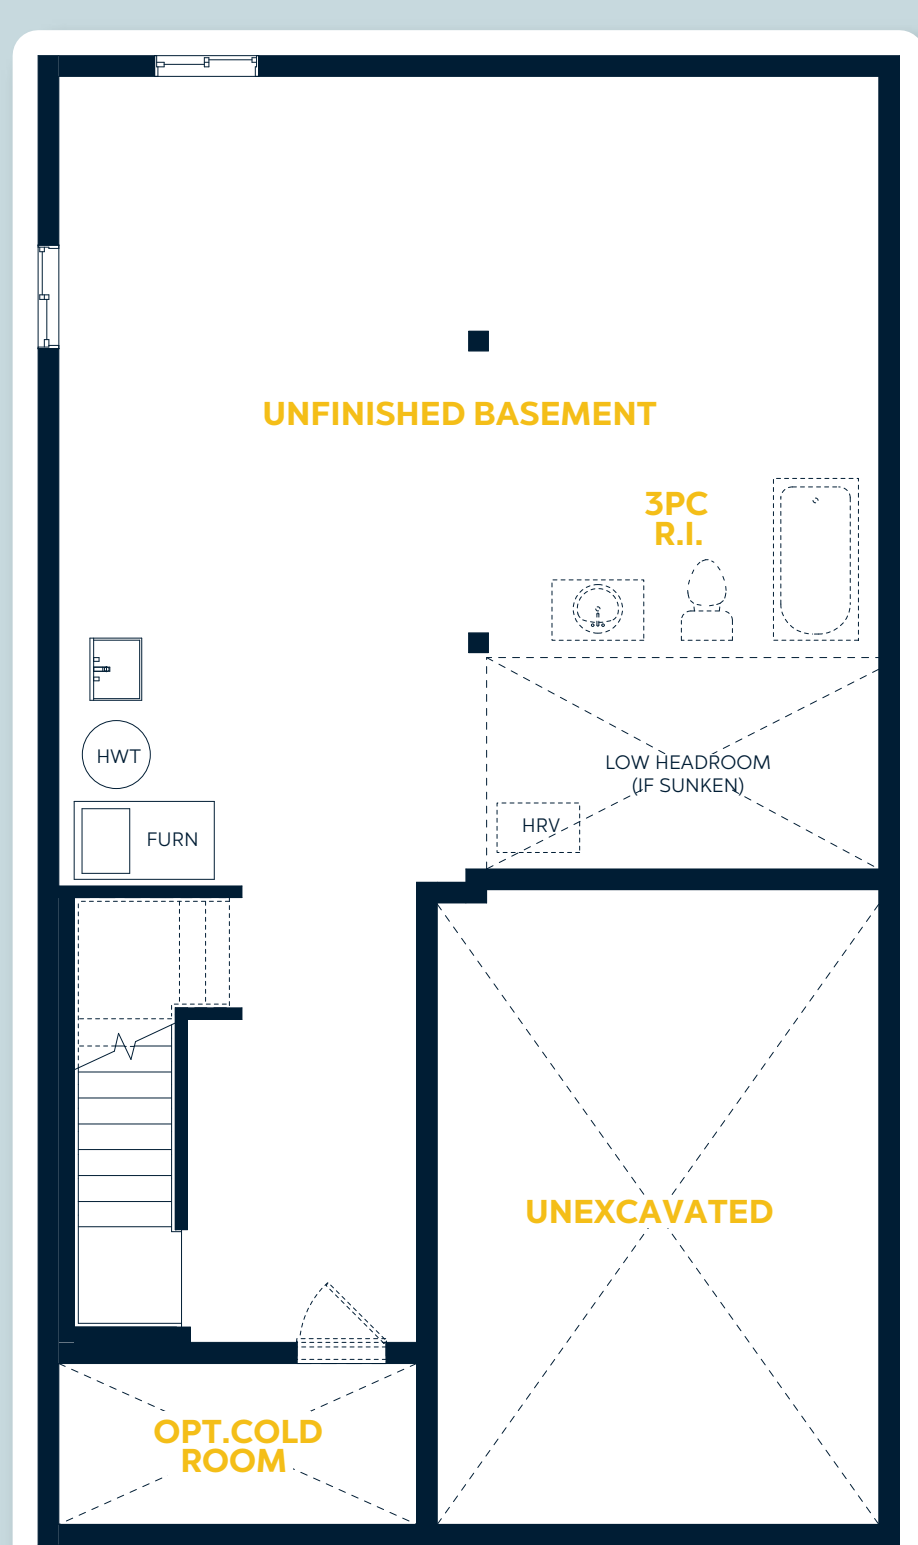 UNFINISHED BASEMENT
3PC
R.I.
HWT
LOW HEADROOM
(IF SUNKEN)
HRV
FURN
UNEXCAVATED
OPT.COLD
ROOM